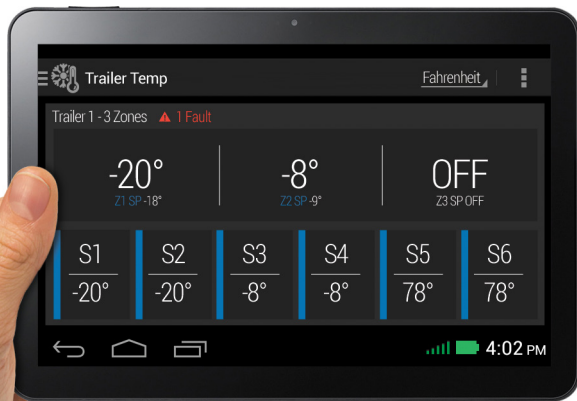 Trailer Temp
Fahrenheit
Trailer 1 - 3 Zones 1 Fault
-20° -8° OFF
Z1 SP -18° Z2 SP -9° Z3 SP OFF
S1 S2 S3 S4 S5 S6
-20° -20° -8° -8° 78° 78°
4:02 PM